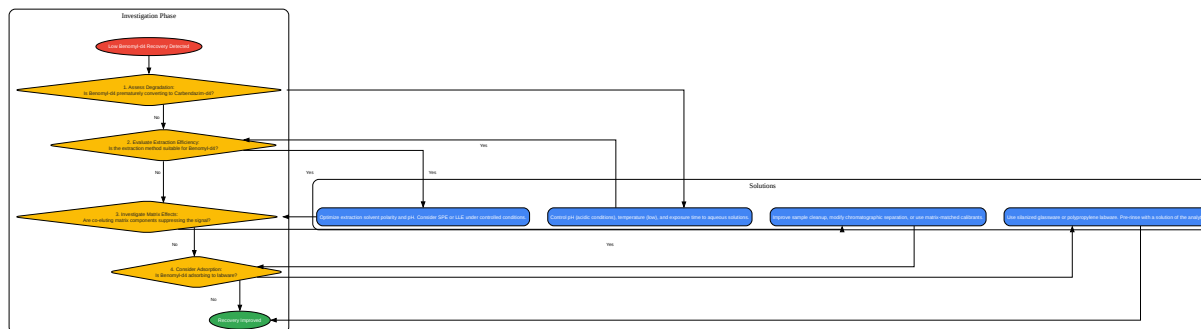 Investigation Phase
Low Benomyl-d4 Recovery Detected
1. Assess Degradation:
Is Benomyl-d4 prematurely converting to Carbendazim-d4?
No
2. Evaluate Extraction Efficiency:
Is the extraction method suitable for Benomyl-d4?
Yes
No
Yes
Yes
Solutions
3. Investigate Matrix Effects:
Are co-eluting matrix components suppressing the signal?
Optimize extraction solvent polarity and pH. Consider SPE or LLE under controlled conditions.
Control pH (acidic conditions), temperature (low), and exposure time to aqueous solutions.
Improve sample cleanup, modify chromatographic separation, or use matrix-matched calibrants.
Use silanized glassware or polypropylene labware. Pre-rinse with a solution of the analyt
No
Yes
4. Consider Adsorption:
Is Benomyl-d4 adsorbing to labware?
No
Recovery Improved